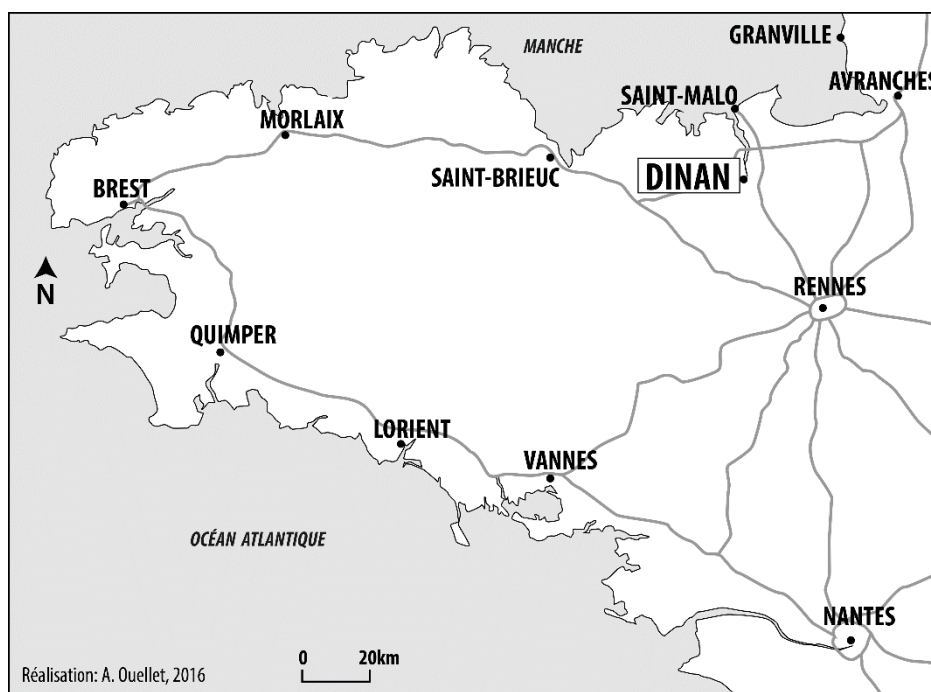 MANCHE
GRANVILLE
AVRANCHES
SAINT-MALO
MORLAIX
SAINT-BRIEUC
DINAN
BREST
N
RENNES
QUIMPER
LORIENT
VANNES
OCÉAN ATLANTIQUE
NANTES
0 20km
Réalisation: A. Ouellet, 2016